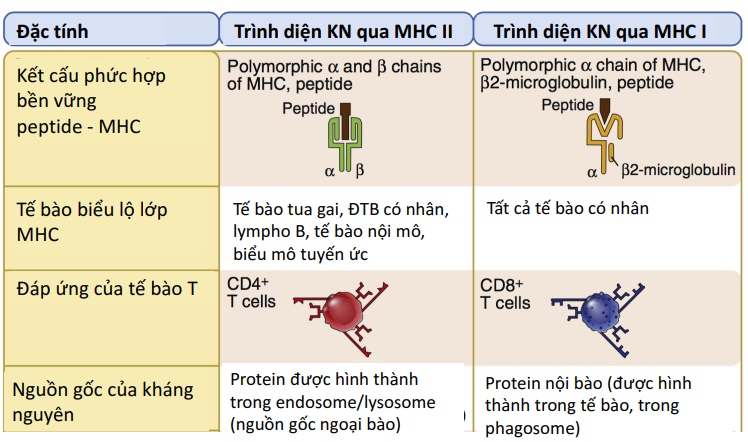 Đặc tính
Trình diện KN qua MHC II
Trình diện KN qua MHC I
Kết cấu phức hợp
bền vững
peptide - MHC
Polymorphic α and β chains
of MHC, peptide
Peptide
α
β
Polymorphic α chain of MHC,
β2-microglobulin, peptide
Peptide
α
β2-microglobulin
Tế bào biểu lộ lớp
MHC
Tế bào tua gai, ĐTB có nhân,
lympho B, tế bào nội mô,
biểu mô tuyến ức
Tất cả tế bào có nhân
Đáp ứng của tế bào T
CD4+
T cells
CD8+
T cells
Nguồn gốc của kháng
nguyên
Protein được hình thành
trong endosome/lysosome
(nguồn gốc ngoại bào)
)
Protein nội bào (được hình
thành trong tế bào, trong
phagosome)